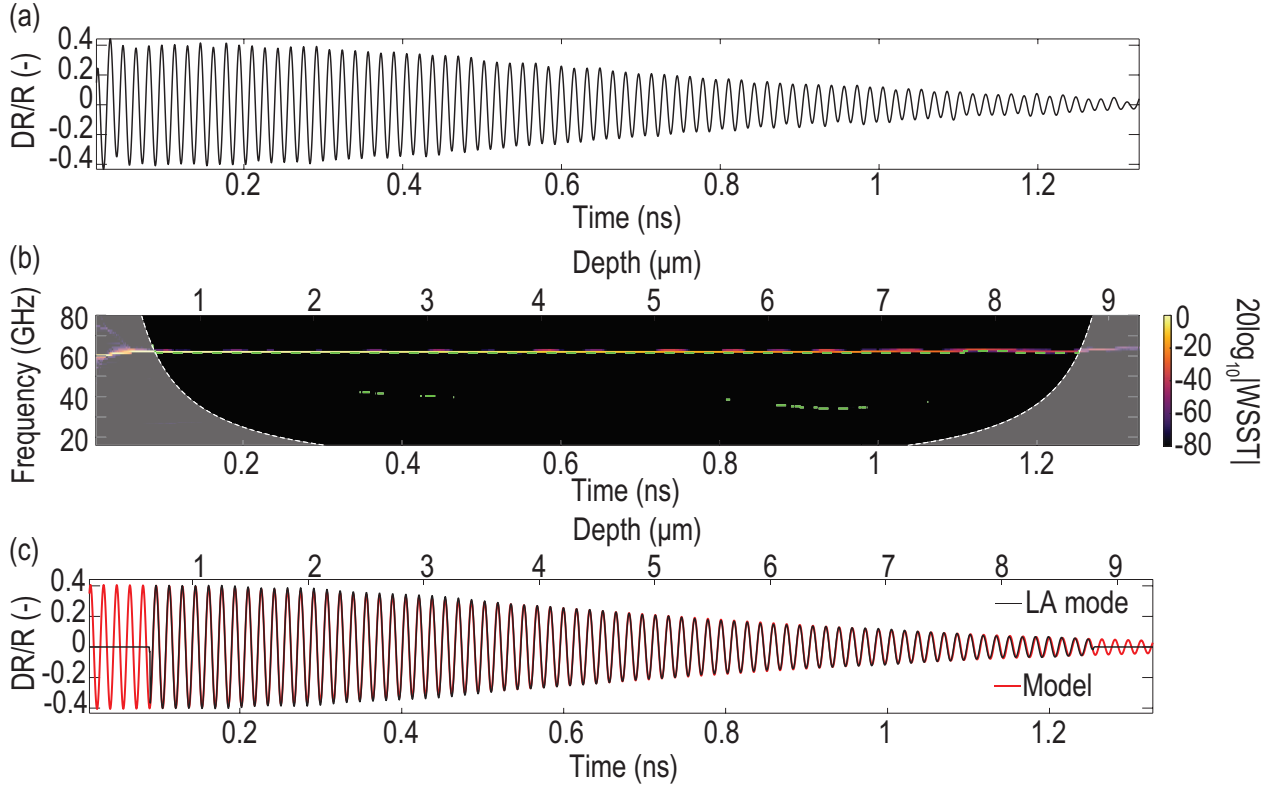 (a)
DR/R (-)
0.4
0.2
0
-0.2
-0.4
0.2 0.4 0.6 0.8 1 1.2
Time (ns)
(b)
Depth (µm)
1 2 3 4 5 6 7 8 9
Frequency (GHz)
80
60
40
20
0.2 0.4 0.6 0.8 1 1.2
Time (ns)
0
-20
-40
-60
-80
20log10|WSST|
(c)
Depth (µm)
1 2 3 4 5 6 7 8 9
DR/R (-)
0.4
0.2
0
-0.2
-0.4
LA mode
Model
0.2 0.4 0.6 0.8 1 1.2
Time (ns)